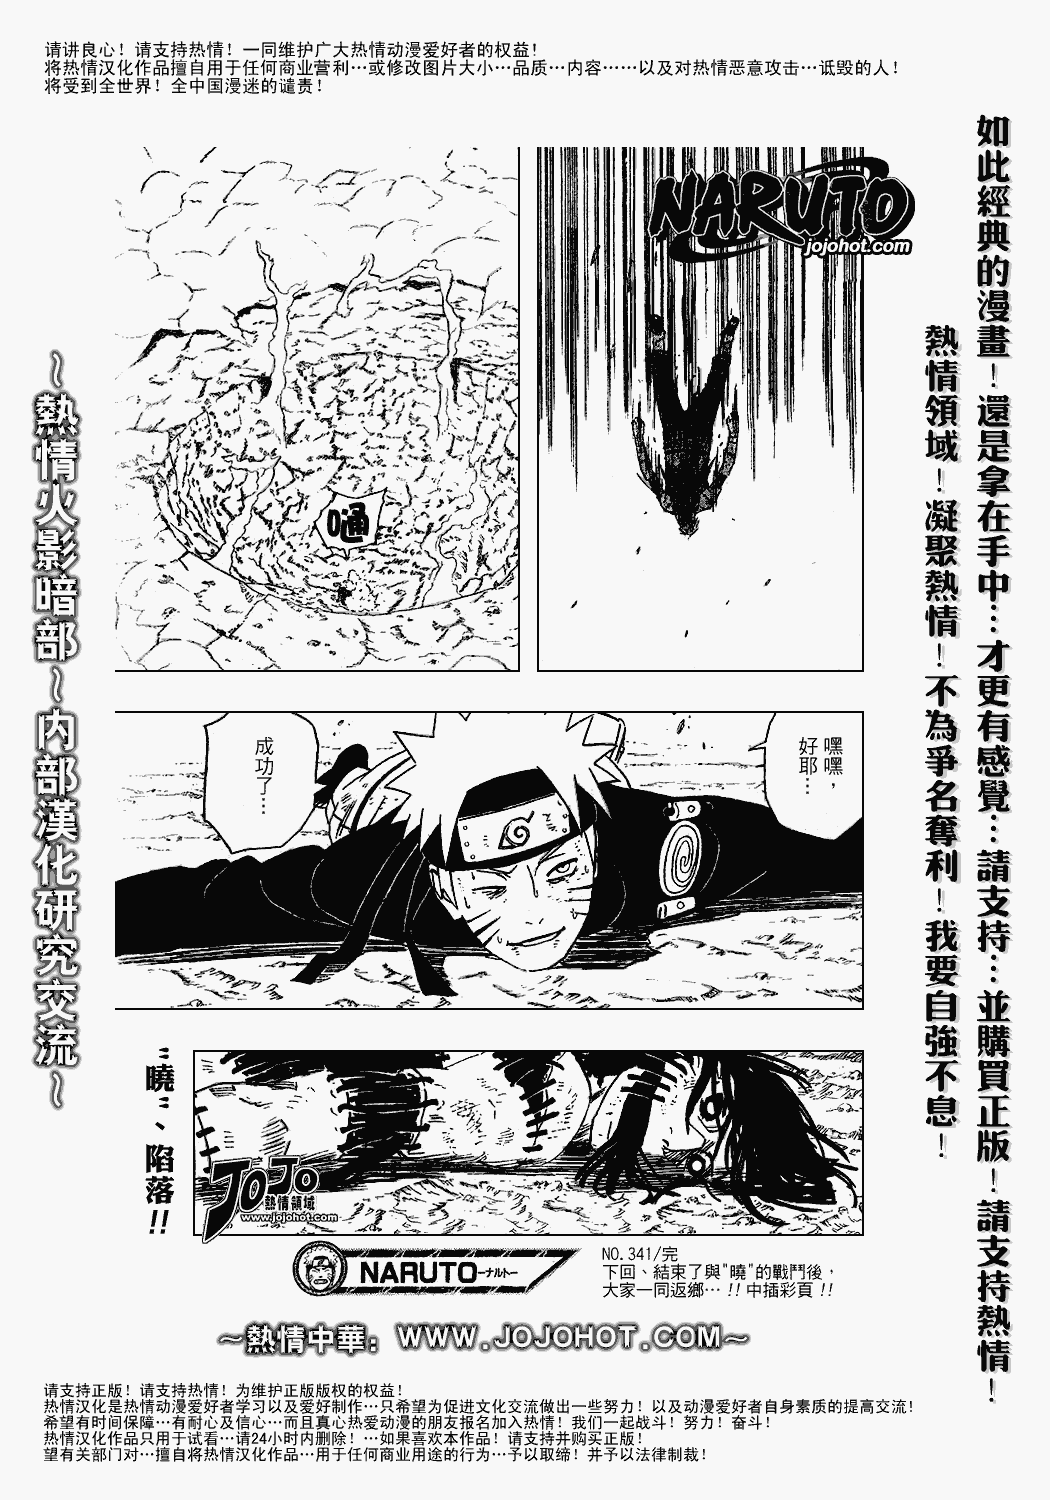 请讲良心！请支持热情！一同维护广大热情动漫爱好者的权益！
将热情汉化作品擅自用于任何商业营利…或修改图片大小…品质…内容……以及对热情恶意攻击…诋毁的人！
将受到全世界！全中国漫迷的谴责！
如此經典的漫畫！還是拿在手中…才更有感覺…請支持…並購買正版！請支持熱情！
熱情領域！凝聚熱情！不為爭名奪利！我要自強不息！
～熱情火影暗部～内部漢化研究交流～
NARUTO
jojohot.com
嗵
嘿嘿，
好耶…
成功了…
"曉"、陷落!!
JOJO
熱情領域
www.jojohot.com
NARUTO
ーナルトー
NO.341/完
下回、結束了與"曉"的戰鬥後，
大家一同返鄉…!!中插彩頁!!
～熱情中華：WWW.JOJOHOT.COM～
请支持正版！请支持热情！为维护正版版权的权益！
热情汉化是热情动漫爱好者学习以及爱好制作…只希望为促进文化交流做出一些努力！以及动漫爱好者自身素质的提高交流！
希望有时间保障…有耐心及信心…而且真心热爱动漫的朋友报名加入热情！我们一起战斗！努力！奋斗！
热情汉化作品只用于试看…请24小时内删除！…如果喜欢本作品！请支持并购买正版！
望有关部门对…擅自将热情汉化作品…用于任何商业用途的行为…予以取缔！并予以法律制裁！